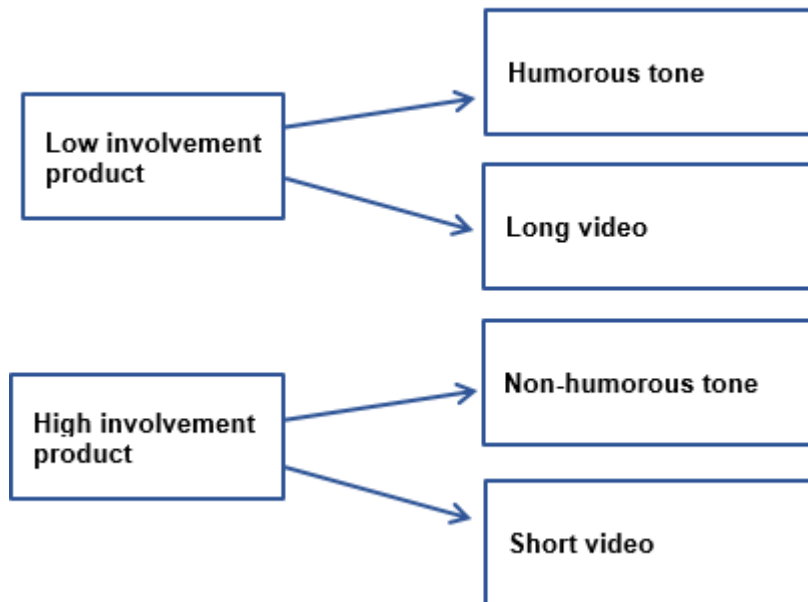 Humorous tone
Low involvement
product
Long video
Non-humorous tone
High involvement
product
Short video